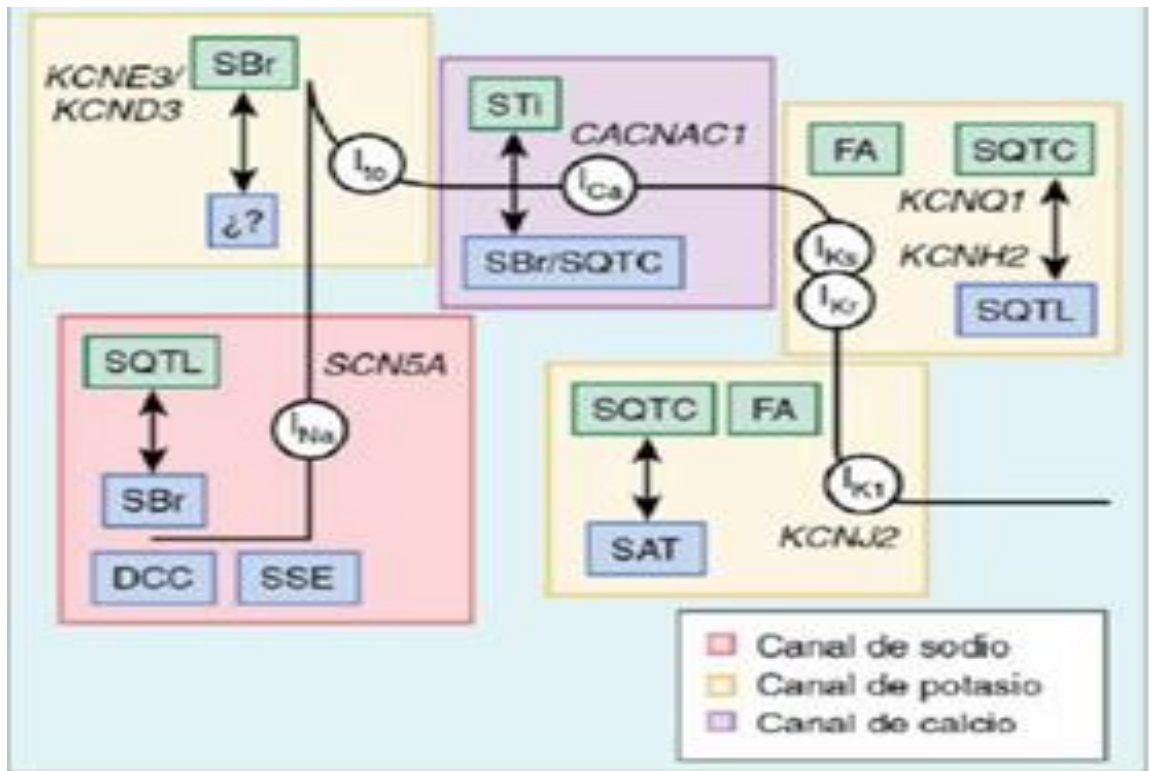 KCNE3/
KCND3
SBr
¿?
Ito
STi
CACNAC1
ICa
SBr/SQTC
FA
SQTC
KCNQ1
KCNH2
IKs
IKr
SQTL
SQTL
SCN5A
INa
SBr
DCC
SSE
SQTC
FA
IK1
SAT
KCNJ2
Canal de sodio
Canal de potasio
Canal de calcio